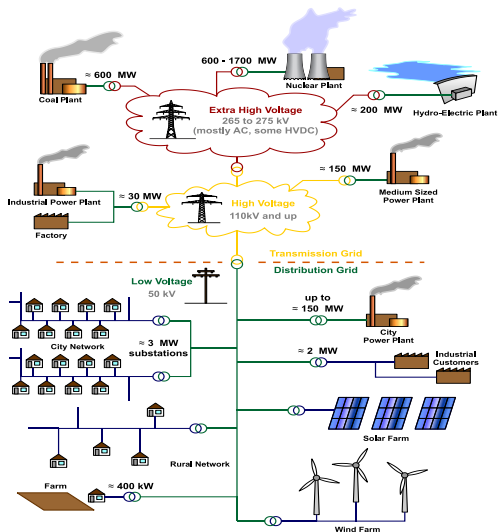 600 - 1700 MW
Nuclear Plant
≈ 600 MW
Coal Plant
Extra High Voltage
265 to 275 kV
(mostly AC, some HVDC)
≈ 200 MW
Hydro-Electric Plant
≈ 150 MW
Medium Sized
Power Plant
Industrial Power Plant
≈ 30 MW
Factory
High Voltage
110kV and up
Transmission Grid
Distribution Grid
Low Voltage
50 kV
City Network
≈ 3 MW
substations
up to
≈ 150 MW
City
Power Plant
≈ 2 MW
Industrial
Customers
Solar Farm
Rural Network
Farm
≈ 400 kW
Wind Farm